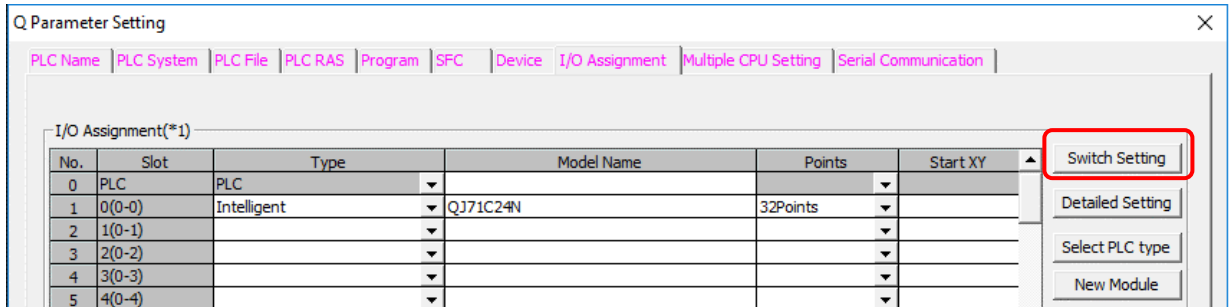 Q Parameter Setting
PLC Name PLC System PLC File PLC RAS Program SFC Device I/O Assignment Multiple CPU Setting Serial Communication
I/O Assignment(*1)
No. Slot Type Model Name Points Start XY
Switch Setting
0 PLC PLC
1 0(0-0) Intelligent QJ71C24N 32Points
Detailed Setting
2 1(0-1)
3 2(0-2)
Select PLC type
4 3(0-3)
New Module
5 4(0-4)